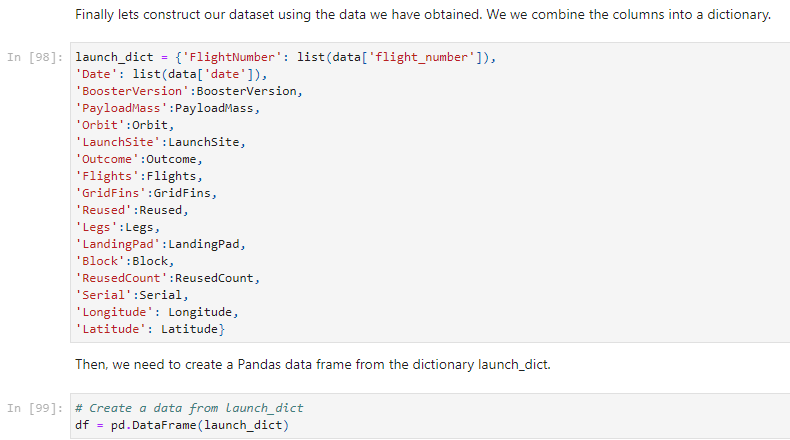 Finally lets construct our dataset using the data we have obtained. We we combine the columns into a dictionary.
In [98]: launch_dict = {'FlightNumber': list(data['flight_number']),
'Date': list(data['date']),
'BoosterVersion':BoosterVersion,
'PayloadMass':PayloadMass,
'Orbit':Orbit,
'LaunchSite':LaunchSite,
'Outcome':Outcome,
'Flights':Flights,
'GridFins':GridFins,
'Reused':Reused,
'Legs':Legs,
'LandingPad':LandingPad,
'Block':Block,
'ReusedCount':ReusedCount,
'Serial':Serial,
'Longitude': Longitude,
'Latitude': Latitude}
Then, we need to create a Pandas data frame from the dictionary launch_dict.
In [99]: # Create a data from launch_dict
df = pd.DataFrame(launch_dict)